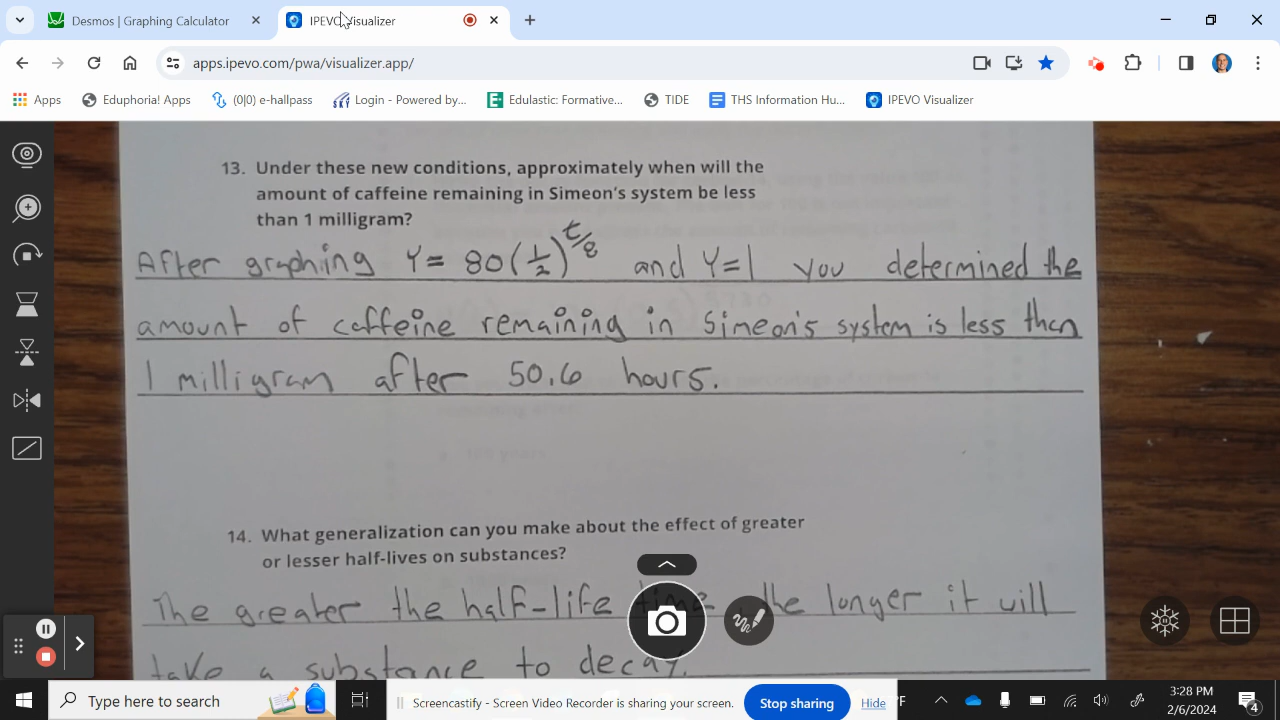 Desmos | Graphing Calculator
IPEVO Visualizer
apps.ipevo.com/pwa/visualizer.app/
Apps
Eduphoria! Apps
(0|0) e-hallpass
Login - Powered by...
Edulastic: Formative...
TIDE
THS Information Hu...
IPEVO Visualizer
13. Under these new conditions, approximately when will the
amount of caffeine remaining in Simeon's system be less
than 1 milligram?
After graphing Y = 80(1/2)^t/8 and Y=1 you determined the
amount of caffeine remaining in Simeon's system is less than
1 milligram after 50.6 hours.
14. What generalization can you make about the effect of greater
or lesser half-lives on substances?
The greater the half-life time, the longer it will
take a substance to decay.
Type here to search
Screencastify - Screen Video Recorder is sharing your screen.
Stop sharing
Hide
°F
3:28 PM
2/6/2024
4